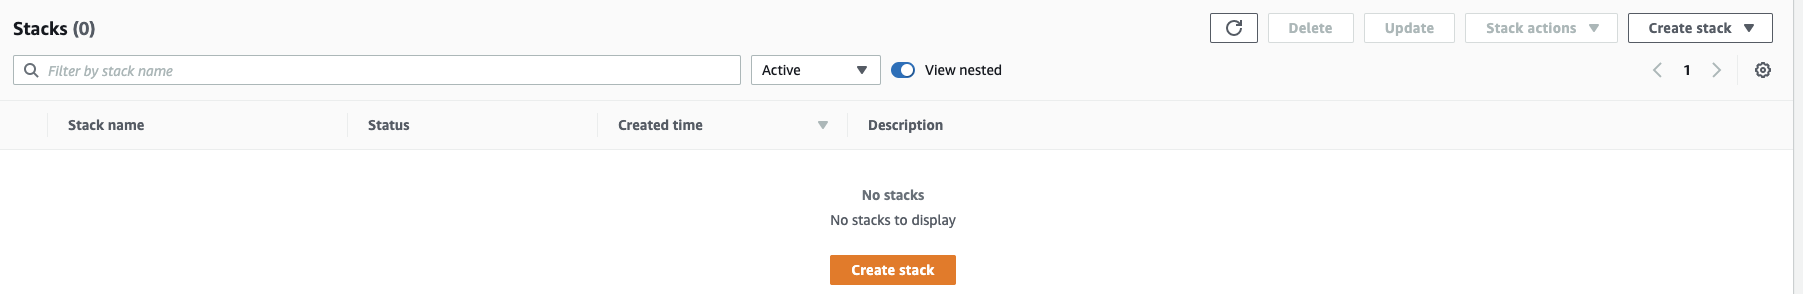 Stacks (0)
Delete
Update
Stack actions
Create stack
Filter by stack name
Active
View nested
1
Stack name
Status
Created time
Description
No stacks
No stacks to display
Create stack